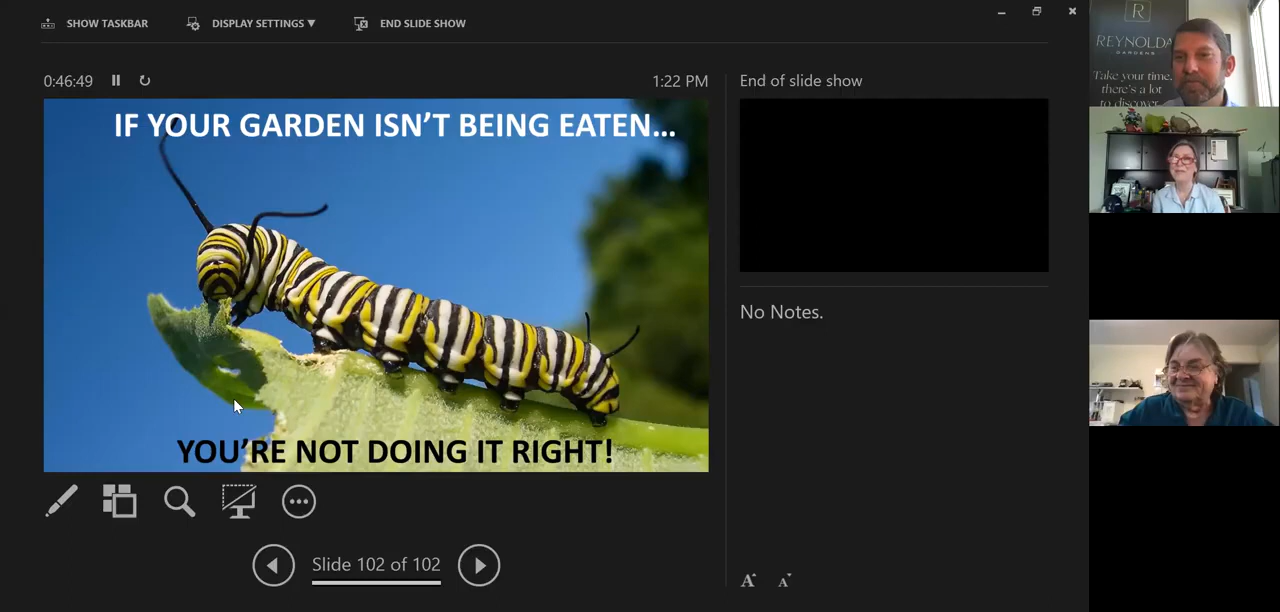 SHOW TASKBAR
DISPLAY SETTINGS ▼
END SLIDE SHOW
0:46:49
1:22 PM
End of slide show
IF YOUR GARDEN ISN’T BEING EATEN...
YOU’RE NOT DOING IT RIGHT!
No Notes.
Slide 102 of 102
A A
R
REYNOLDA
GARDENS
Take your time.
there's a lot
to discover